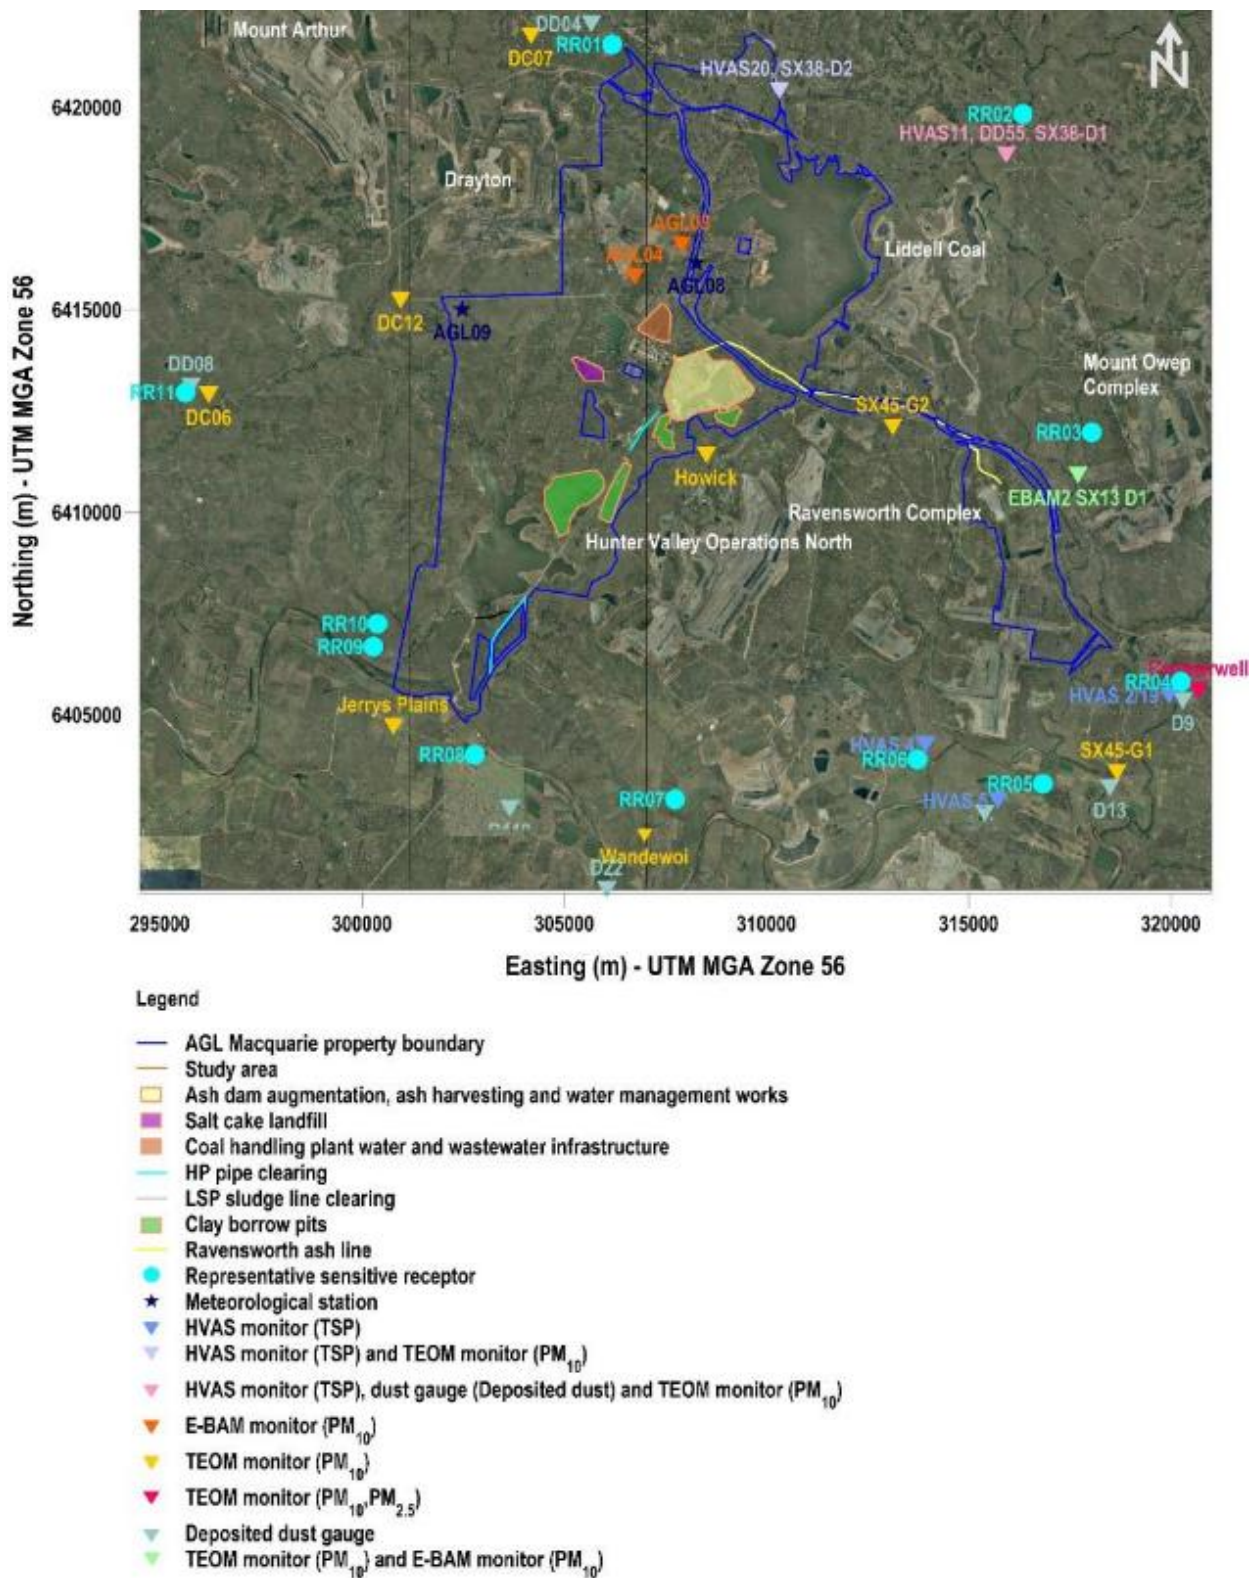 Mount Arthur
DD04
DC07
RR01
N
HVAS20, SX38-D2
6420000
RR02
HVAS11, DD55, SX38-D1
Drayton
AGL03
AGL04
Liddell Coal
AGL08
6415000
DC12
AGL09
DD08
RR11
DC06
Mount Owen
Complex
SX45-G2
RR03
Howick
EBAM2 SX13 D1
6410000
Ravensworth Complex
Hunter Valley Operations North
RR10
RR09
RR04
HVAS 2/19
6405000
Jerrys Plains
D9
RR08
HVAS 4
RR06
SX45-G1
RR05
RR07
HVAS 5
D13
Wandewoi
D22
295000
300000
305000
310000
315000
320000
Northing (m) - UTM MGA Zone 56
Easting (m) - UTM MGA Zone 56
Legend
AGL Macquarie property boundary
Study area
Ash dam augmentation, ash harvesting and water management works
Salt cake landfill
Coal handling plant water and wastewater infrastructure
HP pipe clearing
LSP sludge line clearing
Clay borrow pits
Ravensworth ash line
Representative sensitive receptor
Meteorological station
HVAS monitor (TSP)
HVAS monitor (TSP) and TEOM monitor (PM10)
HVAS monitor (TSP), dust gauge (Deposited dust) and TEOM monitor (PM10)
E-BAM monitor (PM10)
TEOM monitor (PM10)
TEOM monitor (PM10,PM2.5)
Deposited dust gauge
TEOM monitor (PM10) and E-BAM monitor (PM10)